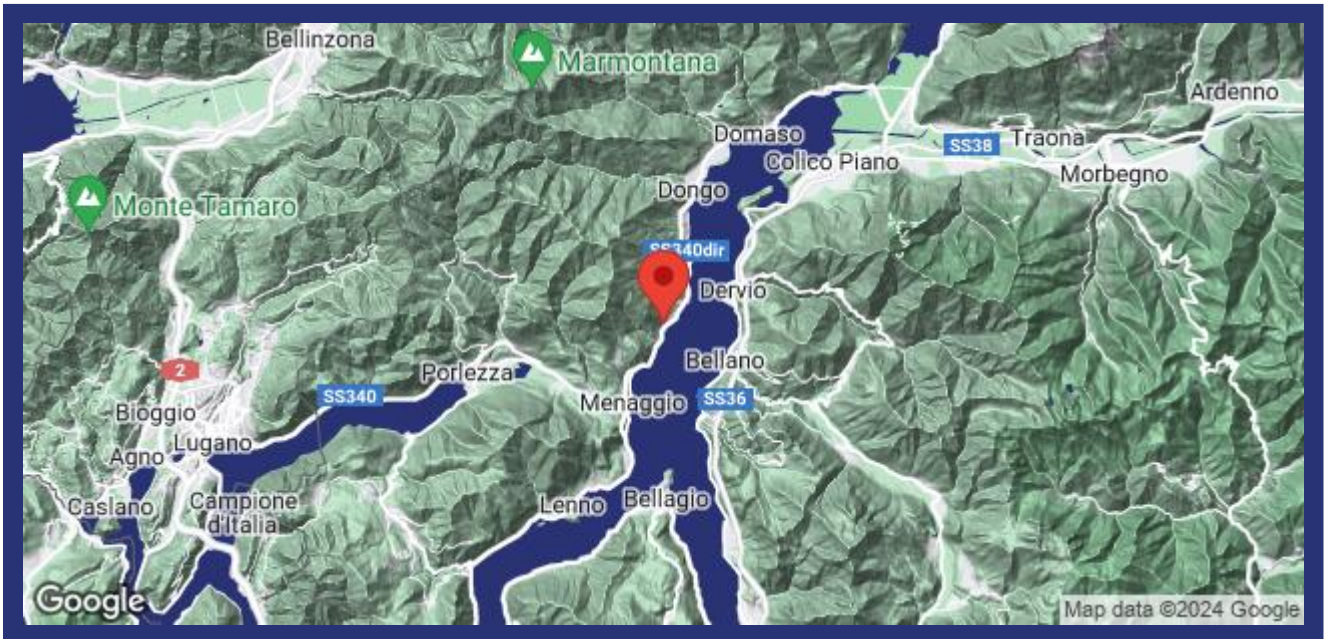 Bellinzona
Marmontana
Ardenno
Domaso
SS38
Traona
Colico Piano
Morbegno
Dongo
Monte Tamaro
SS340dir
Dervio
Bellano
2
Porlezza
SS340
Menaggio
SS36
Bioggio
Lugano
Agno
Caslano
Campione
d'Italia
Lenno
Bellagio
Google
Map data ©2024 Google